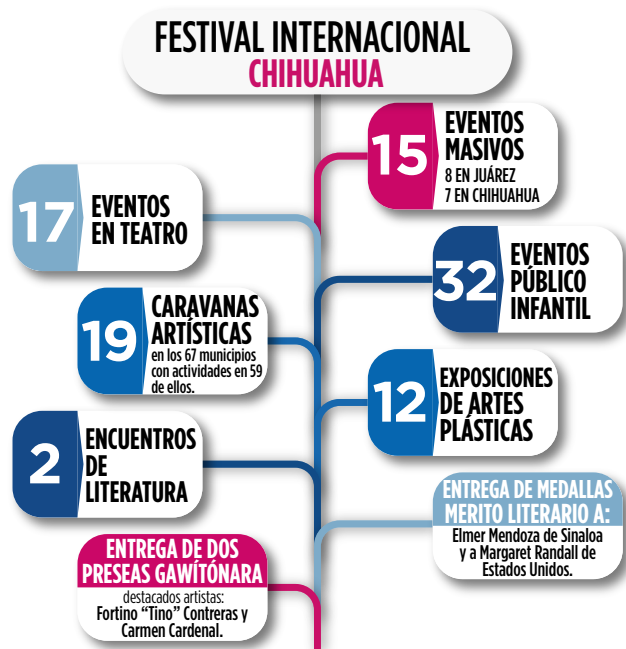 FESTIVAL INTERNACIONAL
CHIHUAHUA
15
EVENTOS
MASIVOS
8 EN JUÁREZ
7 EN CHIHUAHUA
17
EVENTOS
EN TEATRO
32
EVENTOS
PÚBLICO
INFANTIL
19
CARAVANAS
ARTÍSTICAS
en los 67 municipios
con actividades en 59
de ellos.
12
EXPOSICIONES
DE ARTES
PLÁSTICAS
2
ENCUENTROS
DE
LITERATURA
ENTREGA DE MEDALLAS
MERITO LITERARIO A:
Elmer Mendoza de Sinaloa
y a Margaret Randall de
Estados Unidos.
ENTREGA DE DOS
PRESEAS GAWÍTÓNARA
destacados artistas:
Fortino “Tino” Contreras y
Carmen Cardenal.